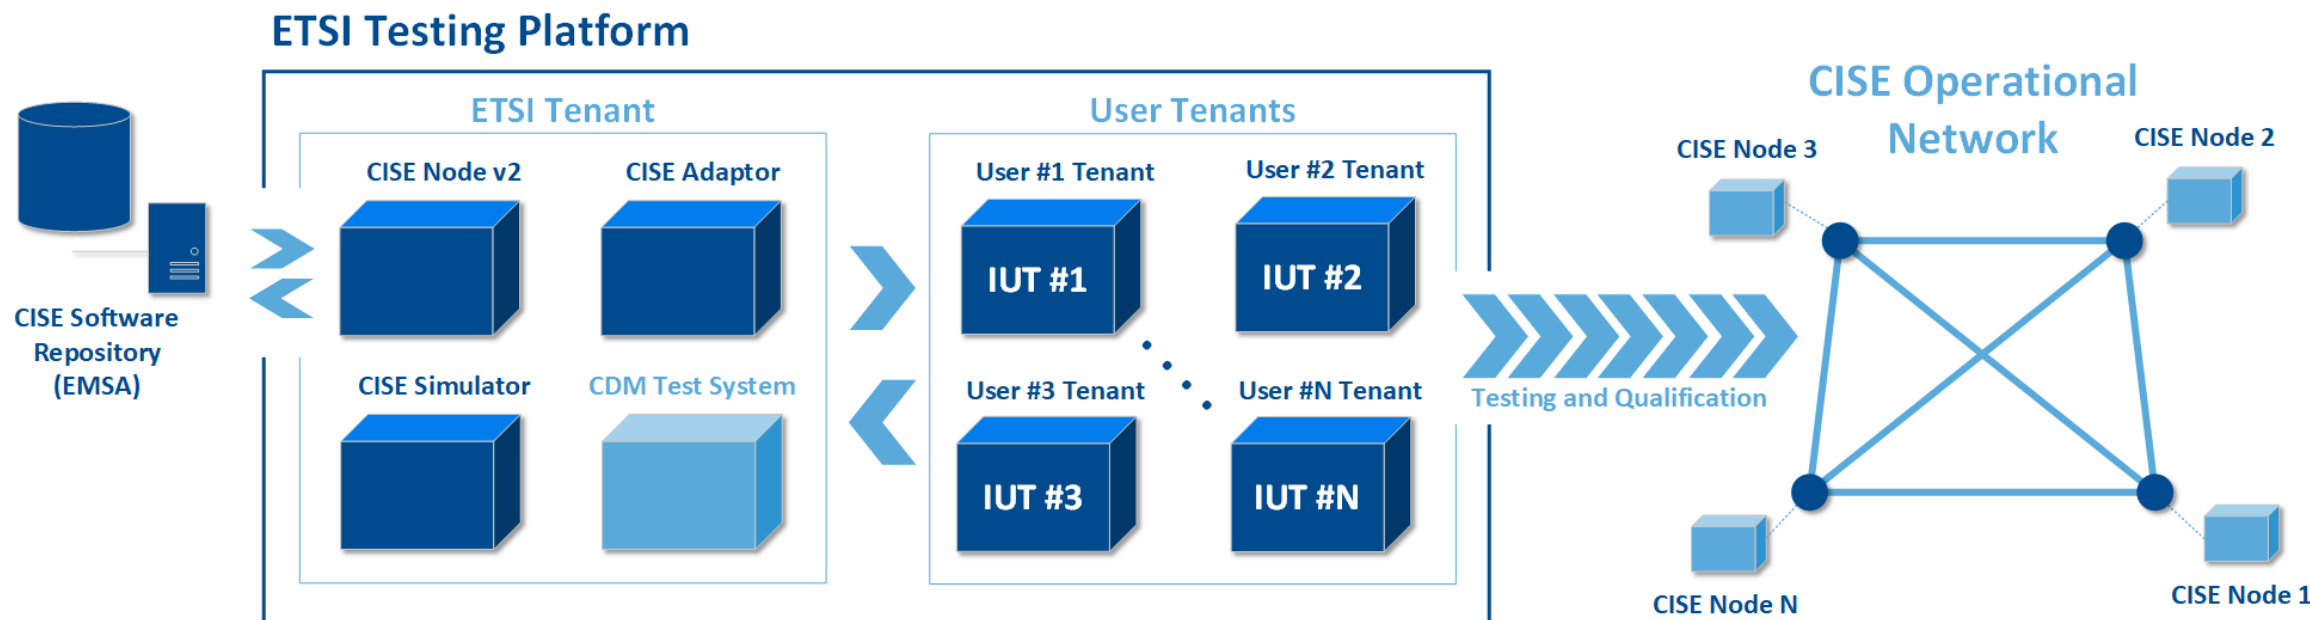 ETSI Testing Platform
CISE Software
Repository
(EMSA)
ETSI Tenant
CISE Node v2
CISE Adaptor
CISE Simulator
CDM Test System
User Tenants
User #1 Tenant
IUT #1
User #2 Tenant
IUT #2
User #3 Tenant
IUT #3
User #N Tenant
IUT #N
Testing and Qualification
CISE Operational
Network
CISE Node 3
CISE Node 2
CISE Node N
CISE Node 1